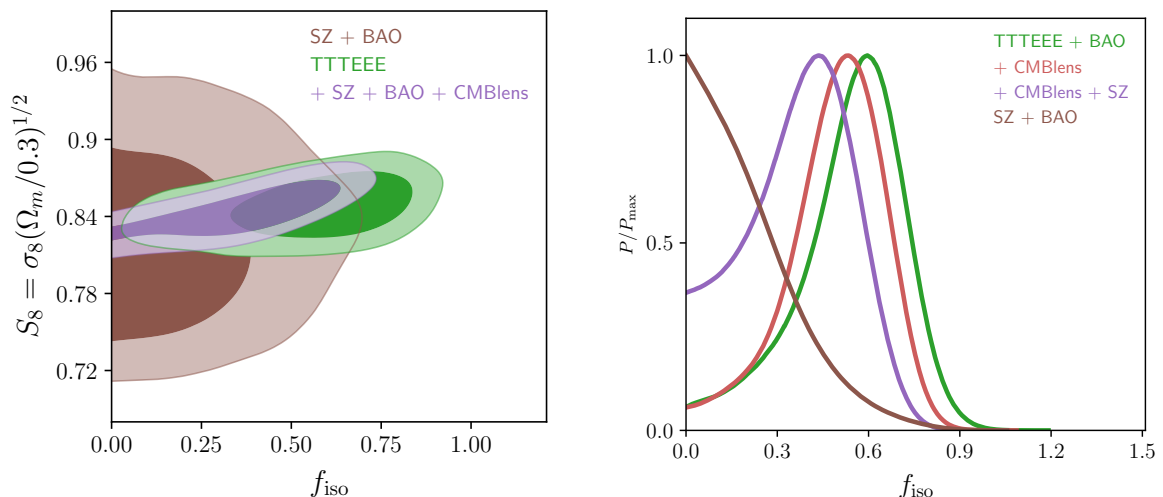 SZ + BAO
TTTEEE
+ SZ + BAO + CMBlens
S₈ = σ₈(Ωₘ/0.3)^{1/2}
0.96
0.9
0.84
0.78
0.72
0.00 0.25 0.50 0.75 1.00
f_iso
TTTEEE + BAO
+ CMBlens
+ CMBlens + SZ
SZ + BAO
P/P_max
1.0
0.5
0.0
0.0 0.3 0.6 0.9 1.2 1.5
f_iso